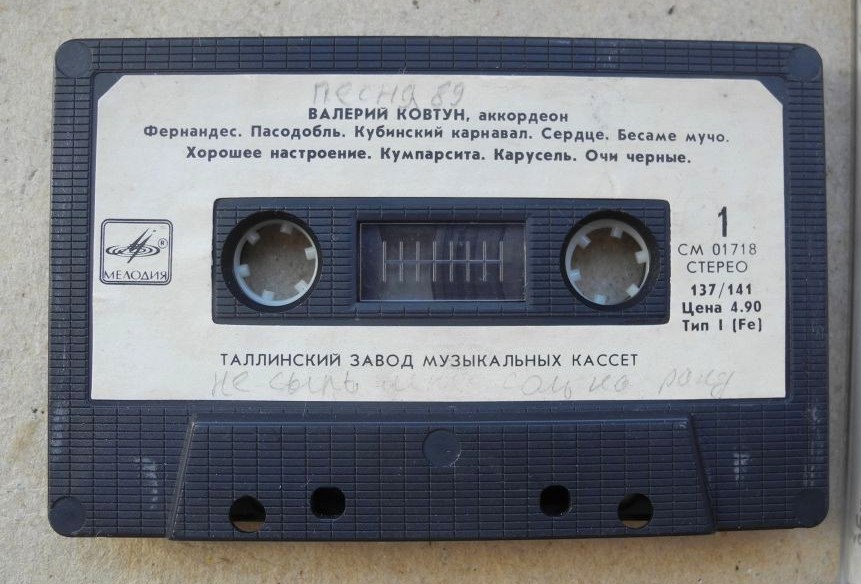 песня 89
ВАЛЕРИЙ КОВТУН, аккордеон
Фернандес. Пасодобль. Кубинский карнавал. Сердце. Бесаме мучо.
Хорошее настроение. Кумпарсита. Карусель. Очи черные.
МЕЛОДИЯ ®
1
СМ 01718
СТЕРЕО
137/141
Цена 4.90
Тип I (Fe)
ТАЛЛИНСКИЙ ЗАВОД МУЗЫКАЛЬНЫХ КАССЕТ
не сыпь